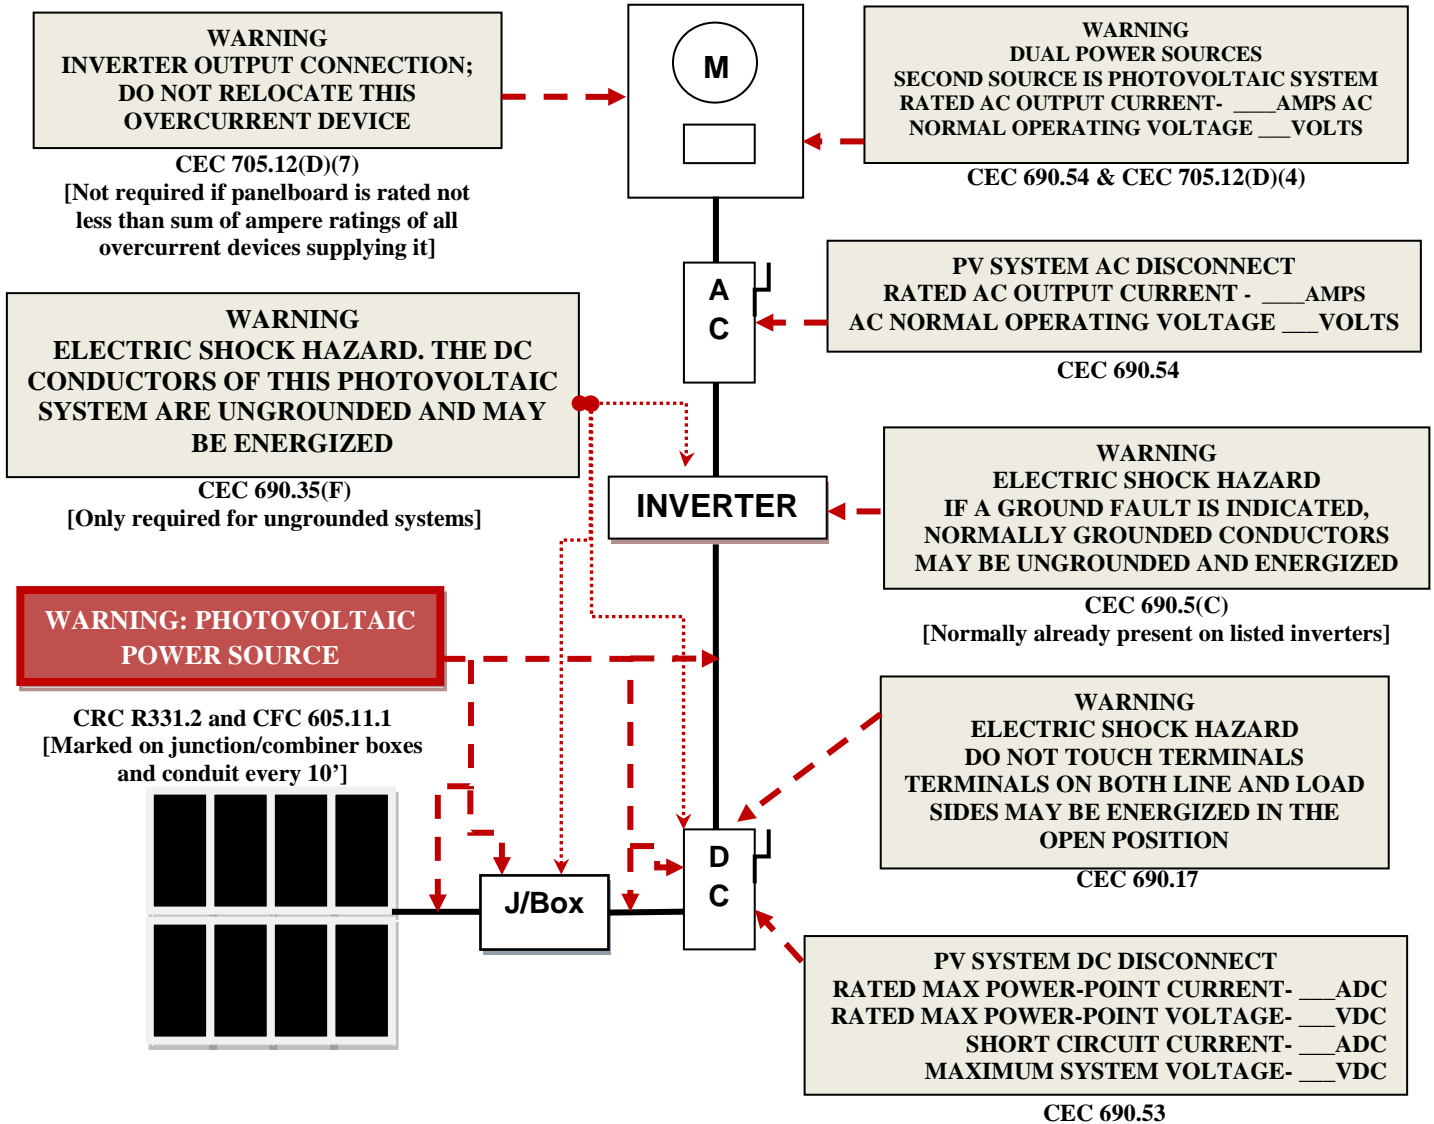 WARNING
INVERTER OUTPUT CONNECTION;
DO NOT RELOCATE THIS
OVERCURRENT DEVICE
CEC 705.12(D)(7)
[Not required if panelboard is rated not
less than sum of ampere ratings of all
overcurrent devices supplying it]
M
WARNING
DUAL POWER SOURCES
SECOND SOURCE IS PHOTOVOLTAIC SYSTEM
RATED AC OUTPUT CURRENT- ____AMPS AC
NORMAL OPERATING VOLTAGE ___VOLTS
CEC 690.54 & CEC 705.12(D)(4)
A
C
PV SYSTEM AC DISCONNECT
RATED AC OUTPUT CURRENT - ____AMPS
AC NORMAL OPERATING VOLTAGE ___VOLTS
CEC 690.54
WARNING
ELECTRIC SHOCK HAZARD. THE DC
CONDUCTORS OF THIS PHOTOVOLTAIC
SYSTEM ARE UNGROUNDED AND MAY
BE ENERGIZED
CEC 690.35(F)
[Only required for ungrounded systems]
INVERTER
WARNING
ELECTRIC SHOCK HAZARD
IF A GROUND FAULT IS INDICATED,
NORMALLY GROUNDED CONDUCTORS
MAY BE UNGROUNDED AND ENERGIZED
CEC 690.5(C)
[Normally already present on listed inverters]
WARNING: PHOTOVOLTAIC
POWER SOURCE
CRC R331.2 and CFC 605.11.1
[Marked on junction/combiner boxes
and conduit every 10’]
WARNING
ELECTRIC SHOCK HAZARD
DO NOT TOUCH TERMINALS
TERMINALS ON BOTH LINE AND LOAD
SIDES MAY BE ENERGIZED IN THE
OPEN POSITION
CEC 690.17
J/Box
D
C
PV SYSTEM DC DISCONNECT
RATED MAX POWER-POINT CURRENT- ___ADC
RATED MAX POWER-POINT VOLTAGE- ___VDC
SHORT CIRCUIT CURRENT- ___ADC
MAXIMUM SYSTEM VOLTAGE- ___VDC
CEC 690.53